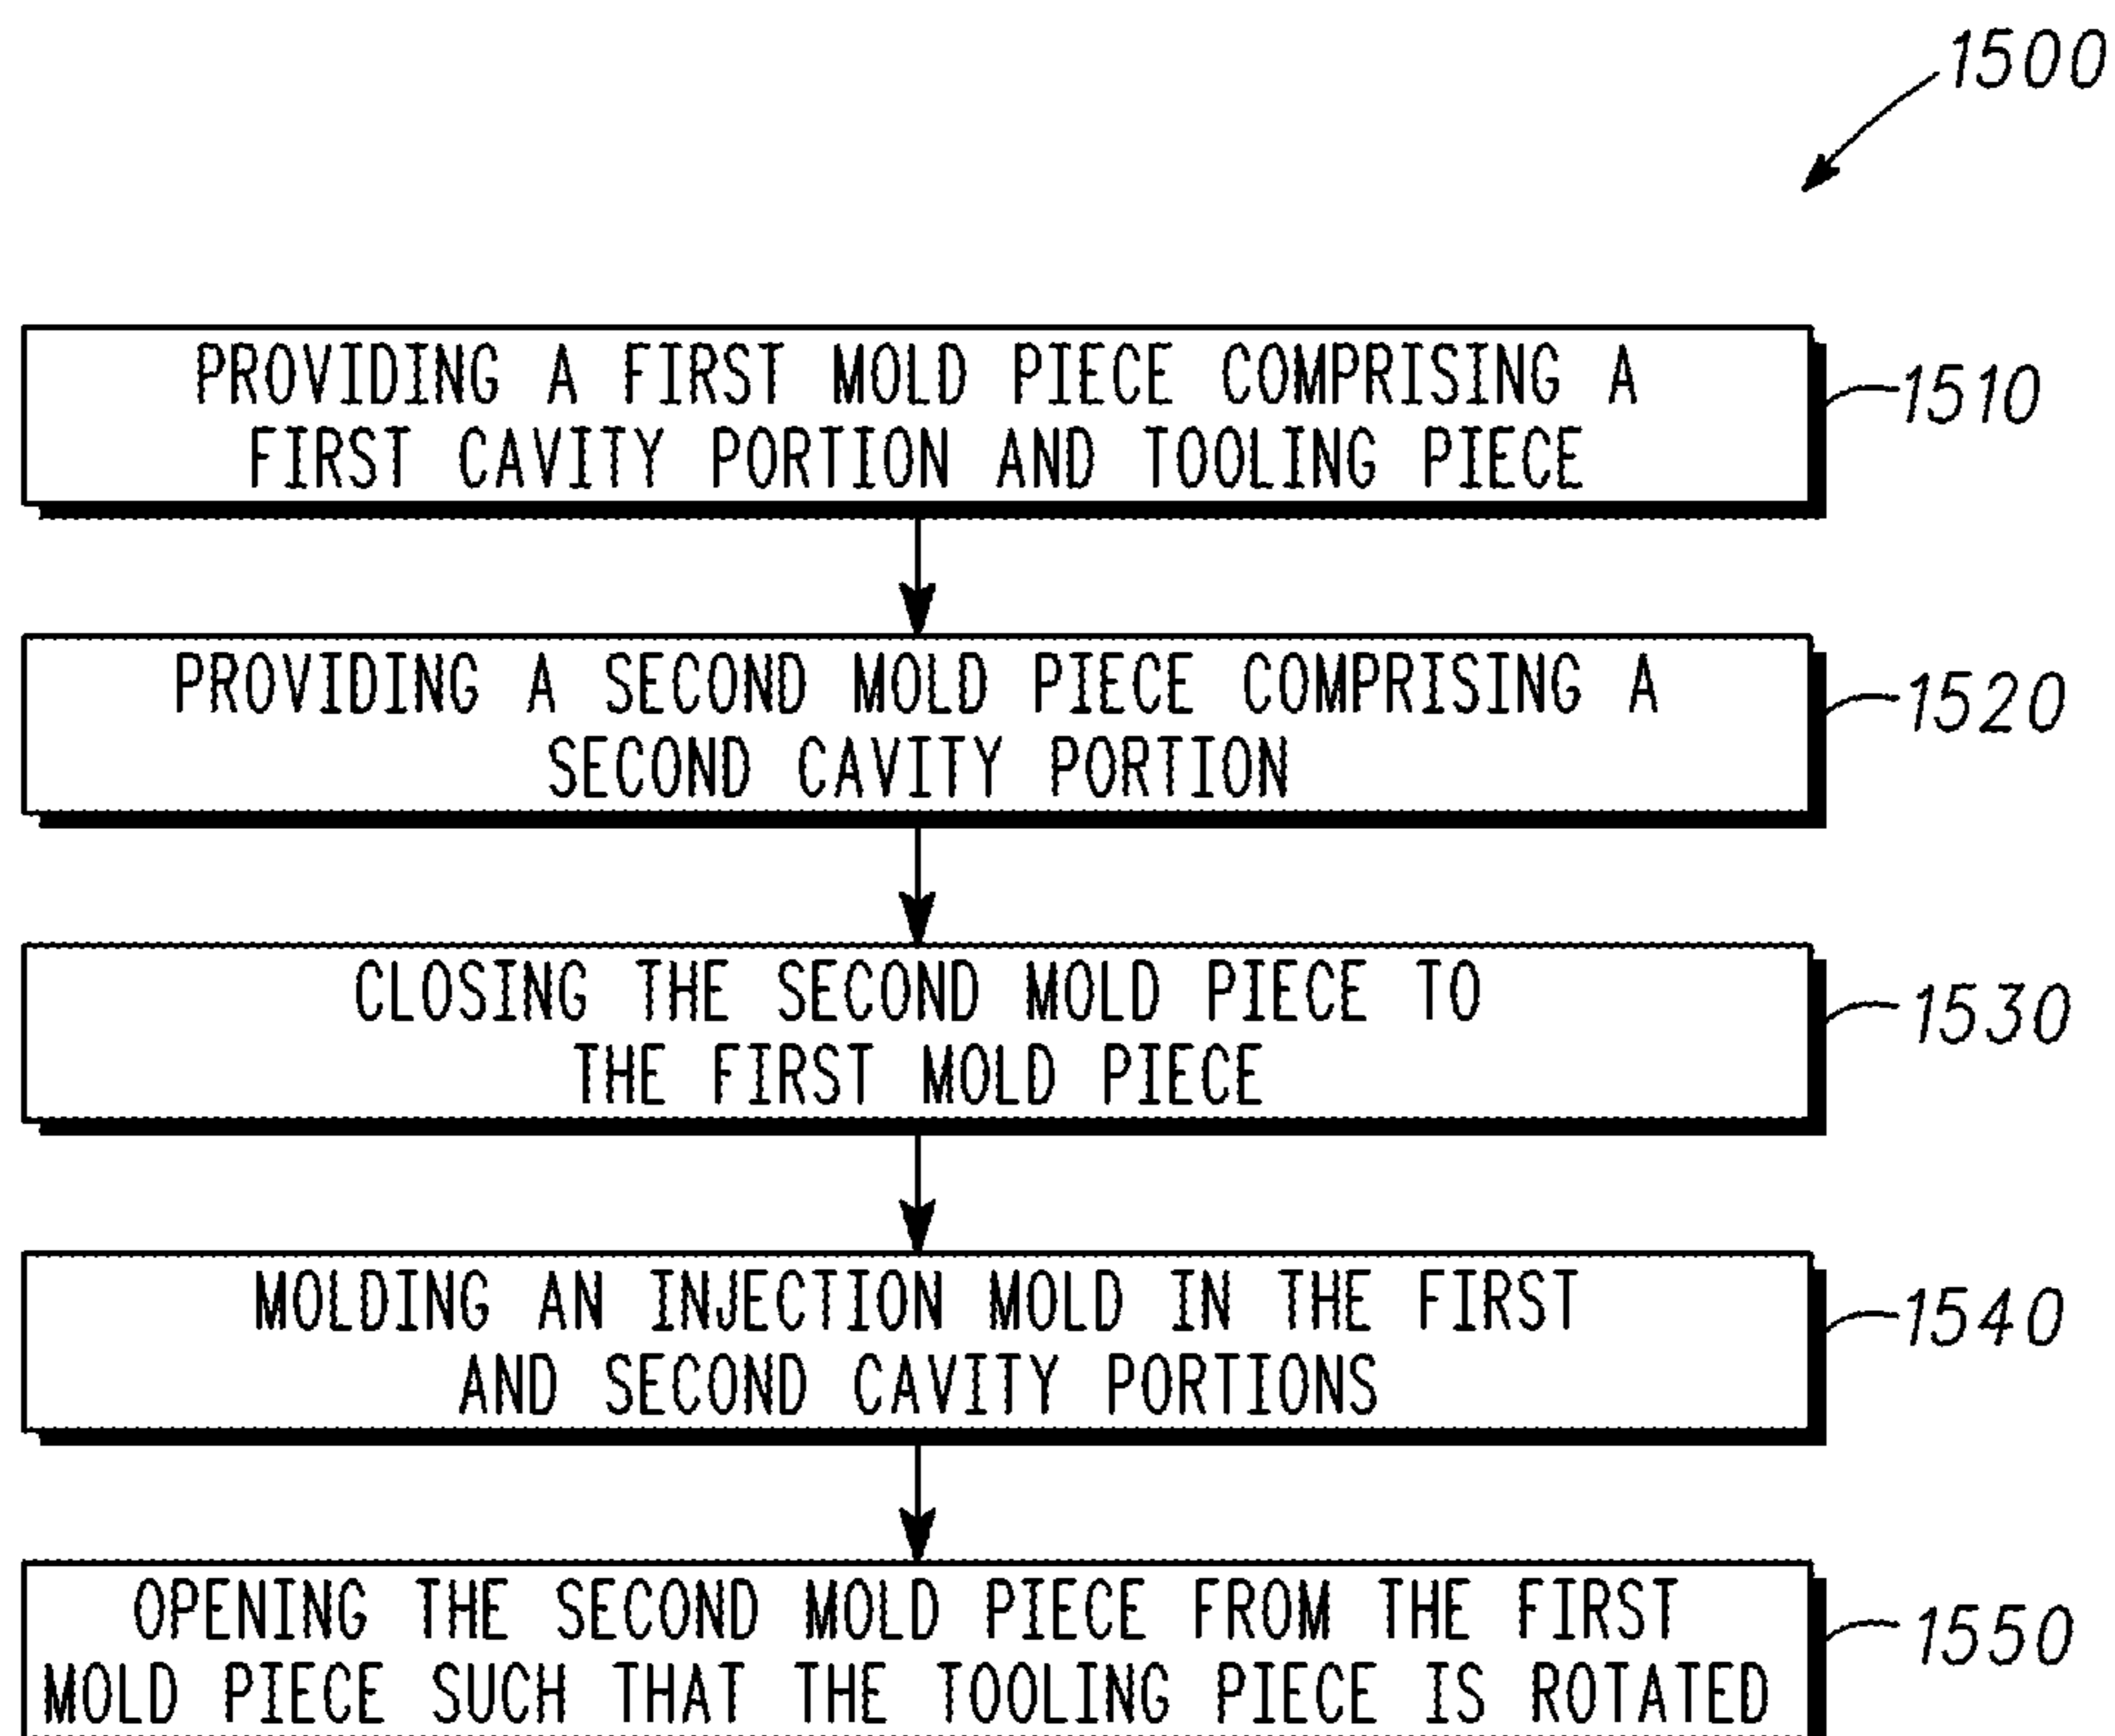 1500
PROVIDING A FIRST MOLD PIECE COMPRISING A
FIRST CAVITY PORTION AND TOOLING PIECE
1510
PROVIDING A SECOND MOLD PIECE COMPRISING A
SECOND CAVITY PORTION
1520
CLOSING THE SECOND MOLD PIECE TO
THE FIRST MOLD PIECE
1530
MOLDING AN INJECTION MOLD IN THE FIRST
AND SECOND CAVITY PORTIONS
1540
OPENING THE SECOND MOLD PIECE FROM THE FIRST
MOLD PIECE SUCH THAT THE TOOLING PIECE IS ROTATED
1550